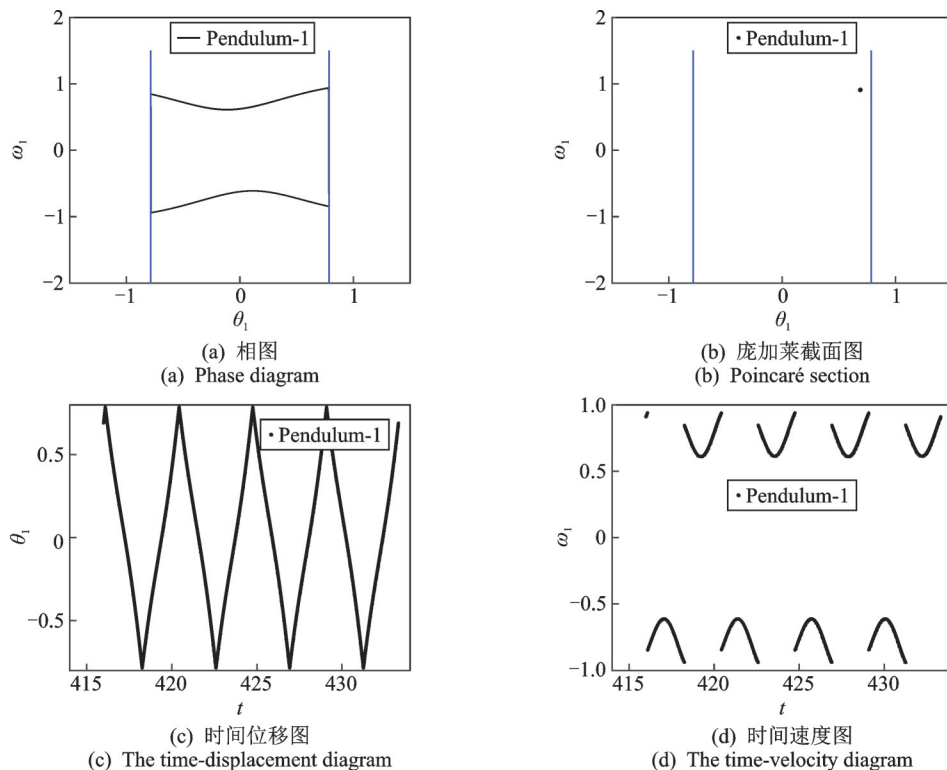 2
Pendulum-1
1
ω₁
0
−1
−2
−1
0
1
θ₁
(a) 相图
(a) Phase diagram
2
Pendulum-1
1
ω₁
0
−1
−2
−1
0
1
θ₁
(b) 庞加莱截面图
(b) Poincaré section
Pendulum-1
0.5
θ₁
0
−0.5
415
420
425
430
t
(c) 时间位移图
(c) The time-displacement diagram
1.0
0.5
Pendulum-1
ω₁
0
−0.5
−1.0
415
420
425
430
t
(d) 时间速度图
(d) The time-velocity diagram